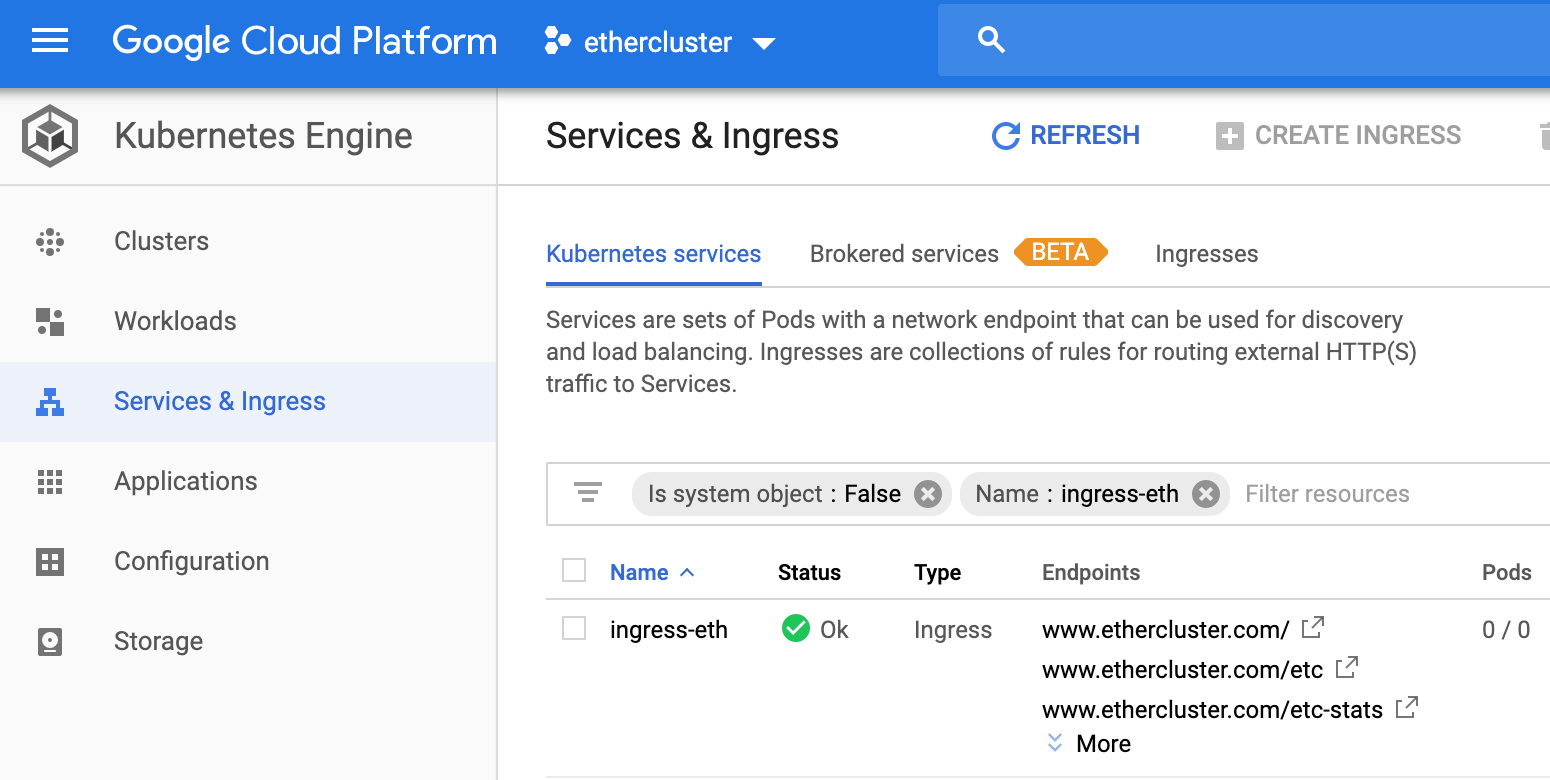 Google Cloud Platform
ethercluster
Kubernetes Engine
Services & Ingress
REFRESH
CREATE INGRESS
Clusters
Workloads
Services & Ingress
Applications
Configuration
Storage
Kubernetes services
Brokered services
BETA
Ingresses
Services are sets of Pods with a network endpoint that can be used for discovery
and load balancing. Ingresses are collections of rules for routing external HTTP(S)
traffic to Services.
Is system object : False
Name : ingress-eth
Filter resources
Name Status Type Endpoints Pods
ingress-eth Ok Ingress www.ethercluster.com/ 0 / 0
www.ethercluster.com/etc
www.ethercluster.com/etc-stats
More